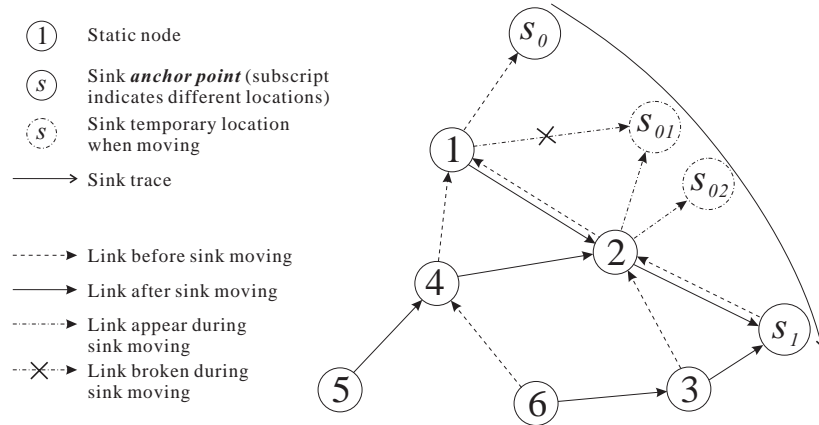 1 Static node
s Sink anchor point (subscript
indicates different locations)
s Sink temporary location
when moving
Sink trace
Link before sink moving
Link after sink moving
Link appear during
sink moving
Link broken during
sink moving
s0
s01
1
s02
2
4
s1
5
3
6